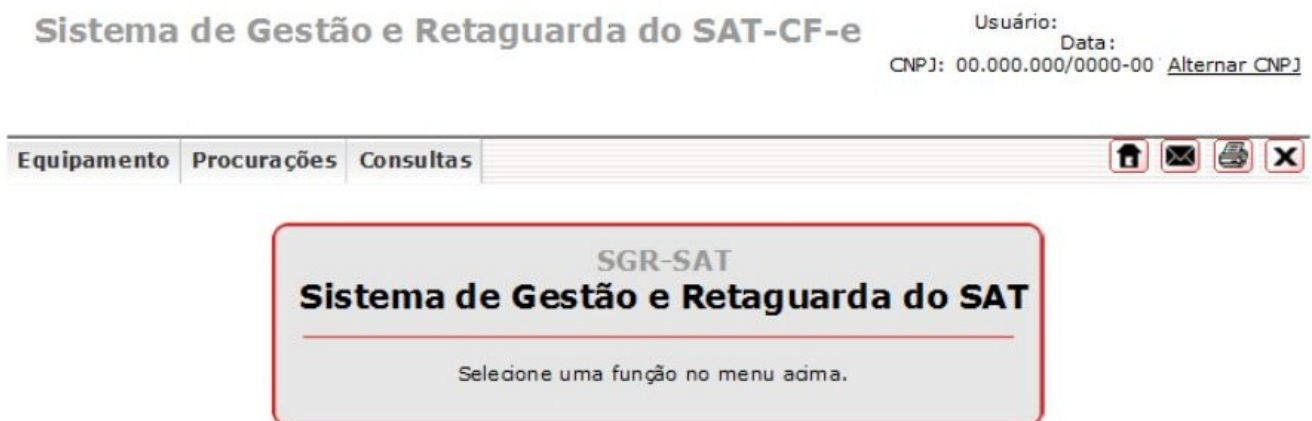 Sistema de Gestão e Retaguarda do SAT-CF-e
Usuário:
Data:
CNPJ: 00.000.000/0000-00 Alternar CNPJ
Equipamento Procurações Consultas
SGR-SAT
Sistema de Gestão e Retaguarda do SAT
Selecione uma função no menu acima.